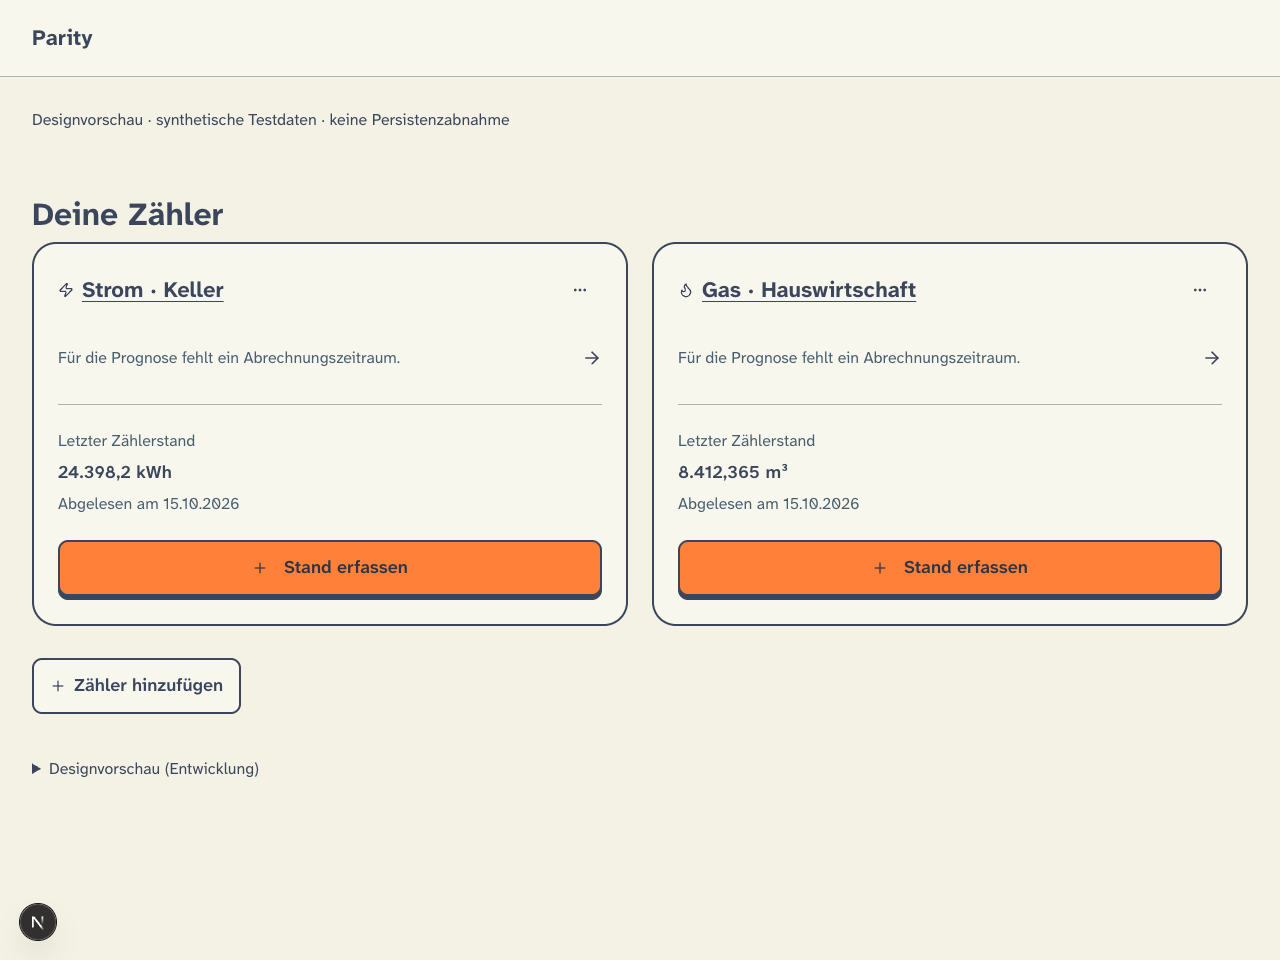 Parity
Designvorschau · synthetische Testdaten · keine Persistenzabnahme
Deine Zähler
Strom · Keller
Für die Prognose fehlt ein Abrechnungszeitraum.
Letzter Zählerstand
24.398,2 kWh
Abgelesen am 15.10.2026
+ Stand erfassen
Gas · Hauswirtschaft
Für die Prognose fehlt ein Abrechnungszeitraum.
Letzter Zählerstand
8.412,365 m³
Abgelesen am 15.10.2026
+ Stand erfassen
+ Zähler hinzufügen
Designvorschau (Entwicklung)
N